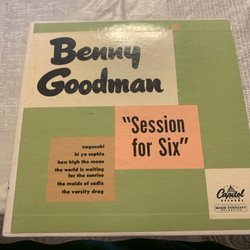 Benny
Goodman
"Session
for Six"
nagasaki
hi ya sophia
how high the moon
the world is waiting
for the sunrise
the maids of cadiz
the varsity drag
Capitol
RECORDS